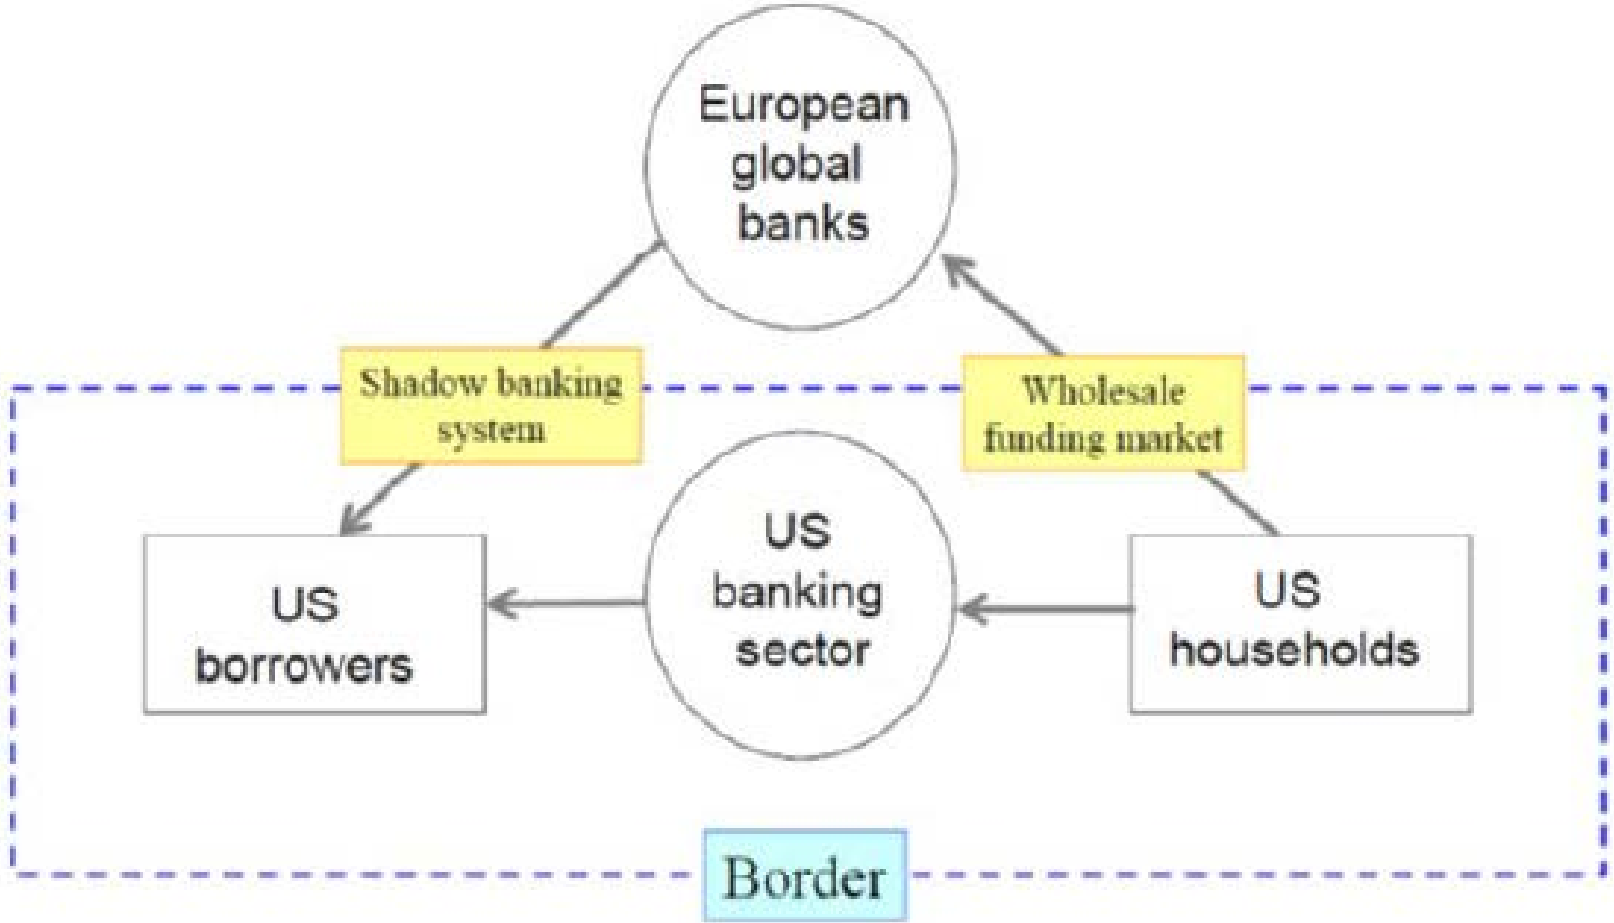 European
global
banks
Shadow banking
system
Wholesale
funding market
US
borrowers
US
banking
sector
US
households
Border